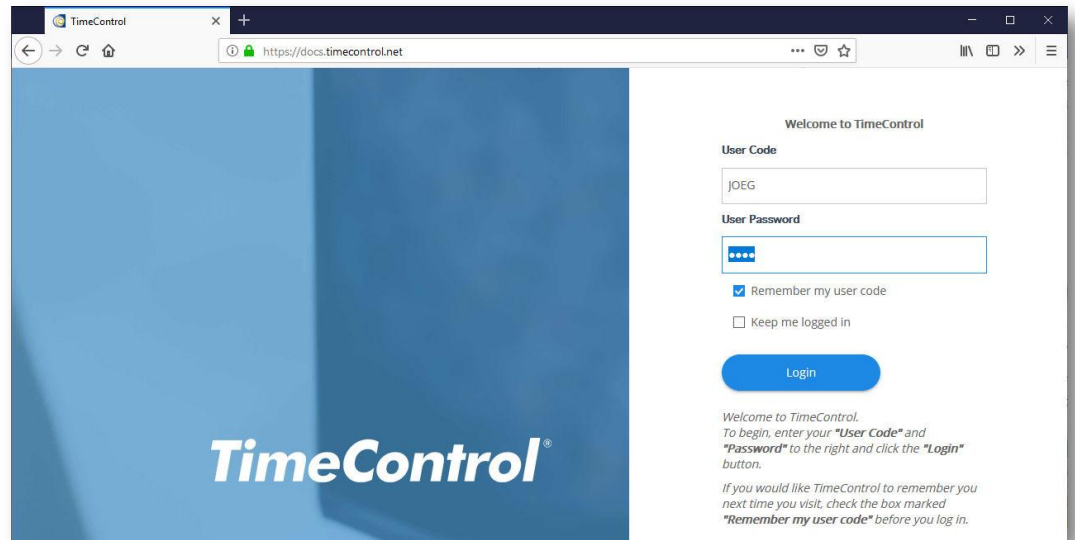 TimeControl
https://docs.timecontrol.net
Welcome to TimeControl
User Code
JOEG
User Password
Remember my user code
Keep me logged in
Login
Welcome to TimeControl.
To begin, enter your "User Code" and
"Password" to the right and click the "Login"
button.
If you would like TimeControl to remember you
next time you visit, check the box marked
"Remember my user code" before you log in.
TimeControl®